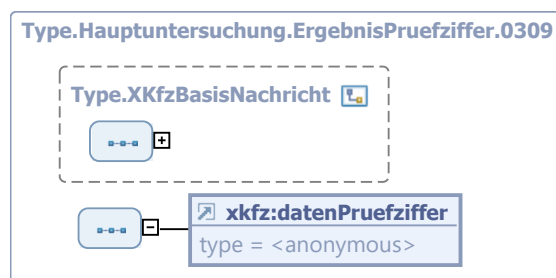 Type.Hauptuntersuchung.ErgebnisPruefziffer.0309
Type.XKfzBasisNachricht
xkfz:datenPruefziffer
type = <anonymous>